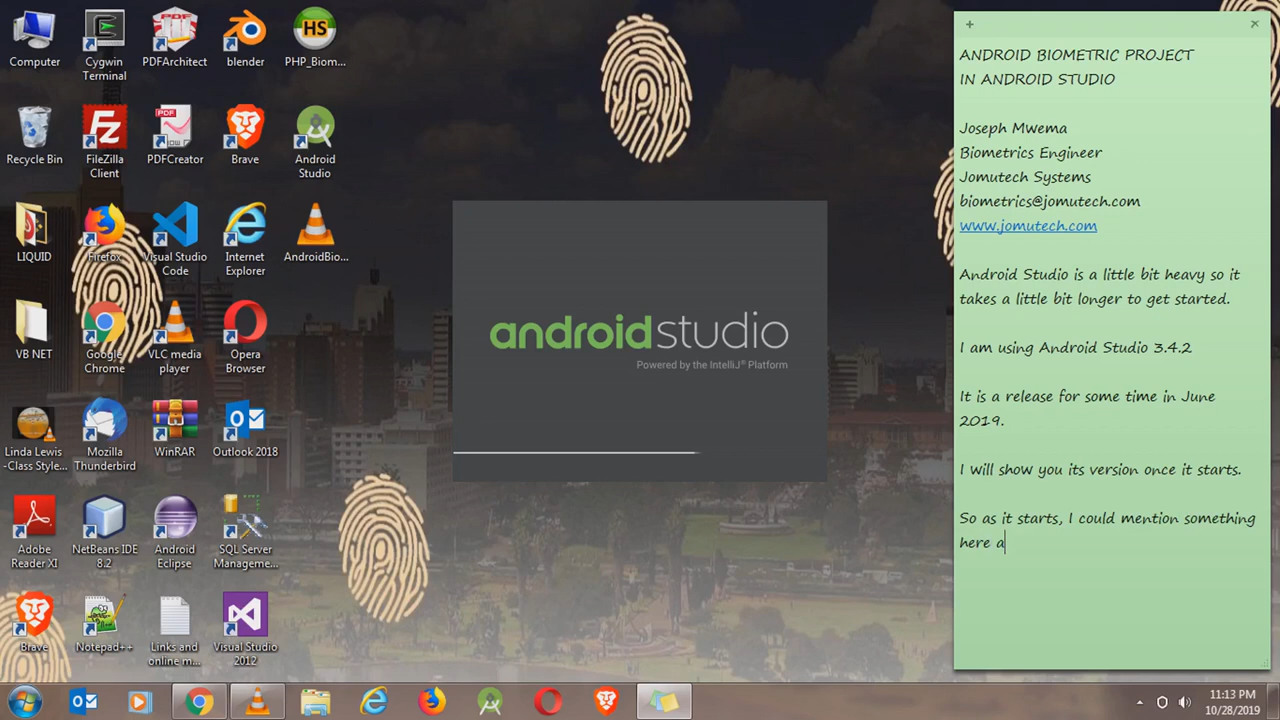 Computer
Cygwin
Terminal
PDFArchitect
blender
HS
PHP_Biom...
Recycle Bin
FileZilla
Client
PDF
PDFCreator
Brave
Android
Studio
LIQUID
Firefox
Visual Studio
Code
Internet
Explorer
AndroidBio...
VB NET
Google
Chrome
VLC media
player
Opera
Browser
Linda Lewis
-Class Style...
Mozilla
Thunderbird
WinRAR
Outlook 2018
Adobe
Reader XI
NetBeans IDE
8.2
Android
Eclipse
SQL Server
Manageme...
Brave
Notepad++
Links and
online m...
Visual Studio
2012
androidstudio
Powered by the IntelliJ® Platform
+
×
ANDROID BIOMETRIC PROJECT
IN ANDROID STUDIO
Joseph Mwema
Biometrics Engineer
Jomutech Systems
biometrics@jomutech.com
www.jomutech.com
Android Studio is a little bit heavy so it
takes a little bit longer to get started.
I am using Android Studio 3.4.2
It is a release for some time in June
2019.
I will show you its version once it starts.
So as it starts, I could mention something
here a
11:13 PM
10/28/2019